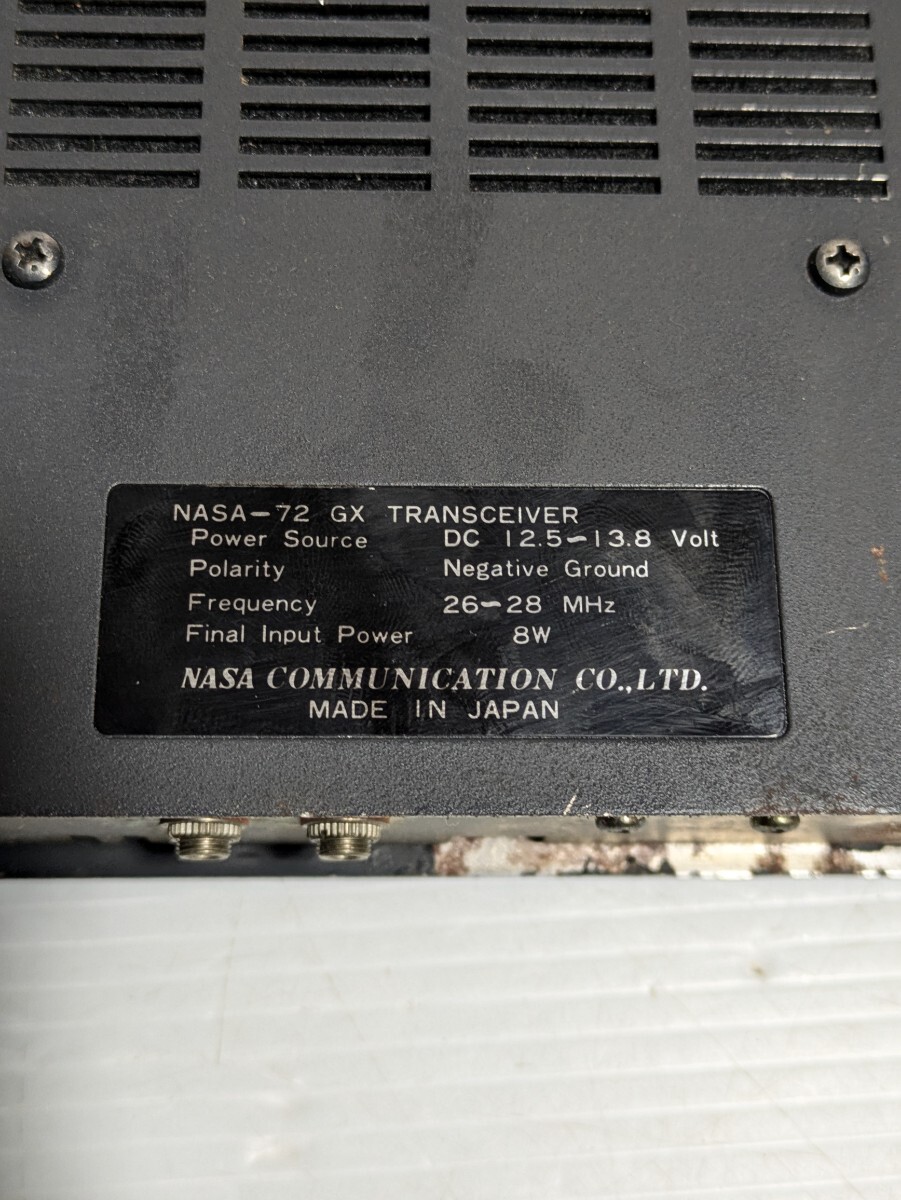 NASA-72 GX TRANSCEIVER
Power Source DC 12.5~13.8 Volt
Polarity Negative Ground
Frequency 26~28 MHz
Final Input Power 8W
NASA COMMUNICATION CO.,LTD.
MADE IN JAPAN